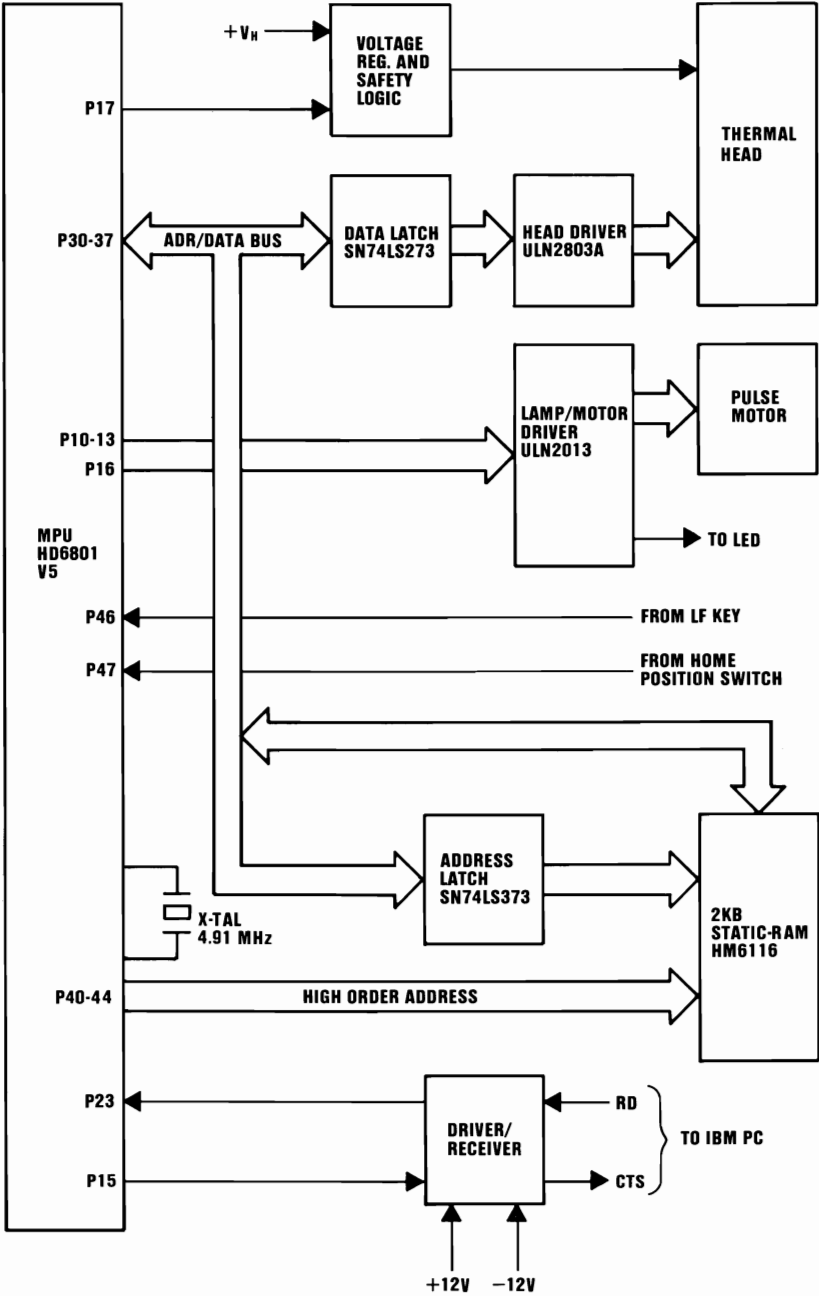 +VH
VOLTAGE
REG. AND
SAFETY
LOGIC
P17
THERMAL
HEAD
P30-37
ADR/DATA BUS
DATA LATCH
SN74LS273
HEAD DRIVER
ULN2803A
P10-13
P16
LAMP/MOTOR
DRIVER
ULN2013
PULSE
MOTOR
TO LED
MPU
HD6801
V5
P46
FROM LF KEY
P47
FROM HOME
POSITION SWITCH
ADDRESS
LATCH
SN74LS373
X-TAL
4.91 MHz
2KB
STATIC-RAM
HM6116
P40-44
HIGH ORDER ADDRESS
P23
DRIVER/
RECEIVER
RD
TO IBM PC
P15
CTS
+12V
−12V